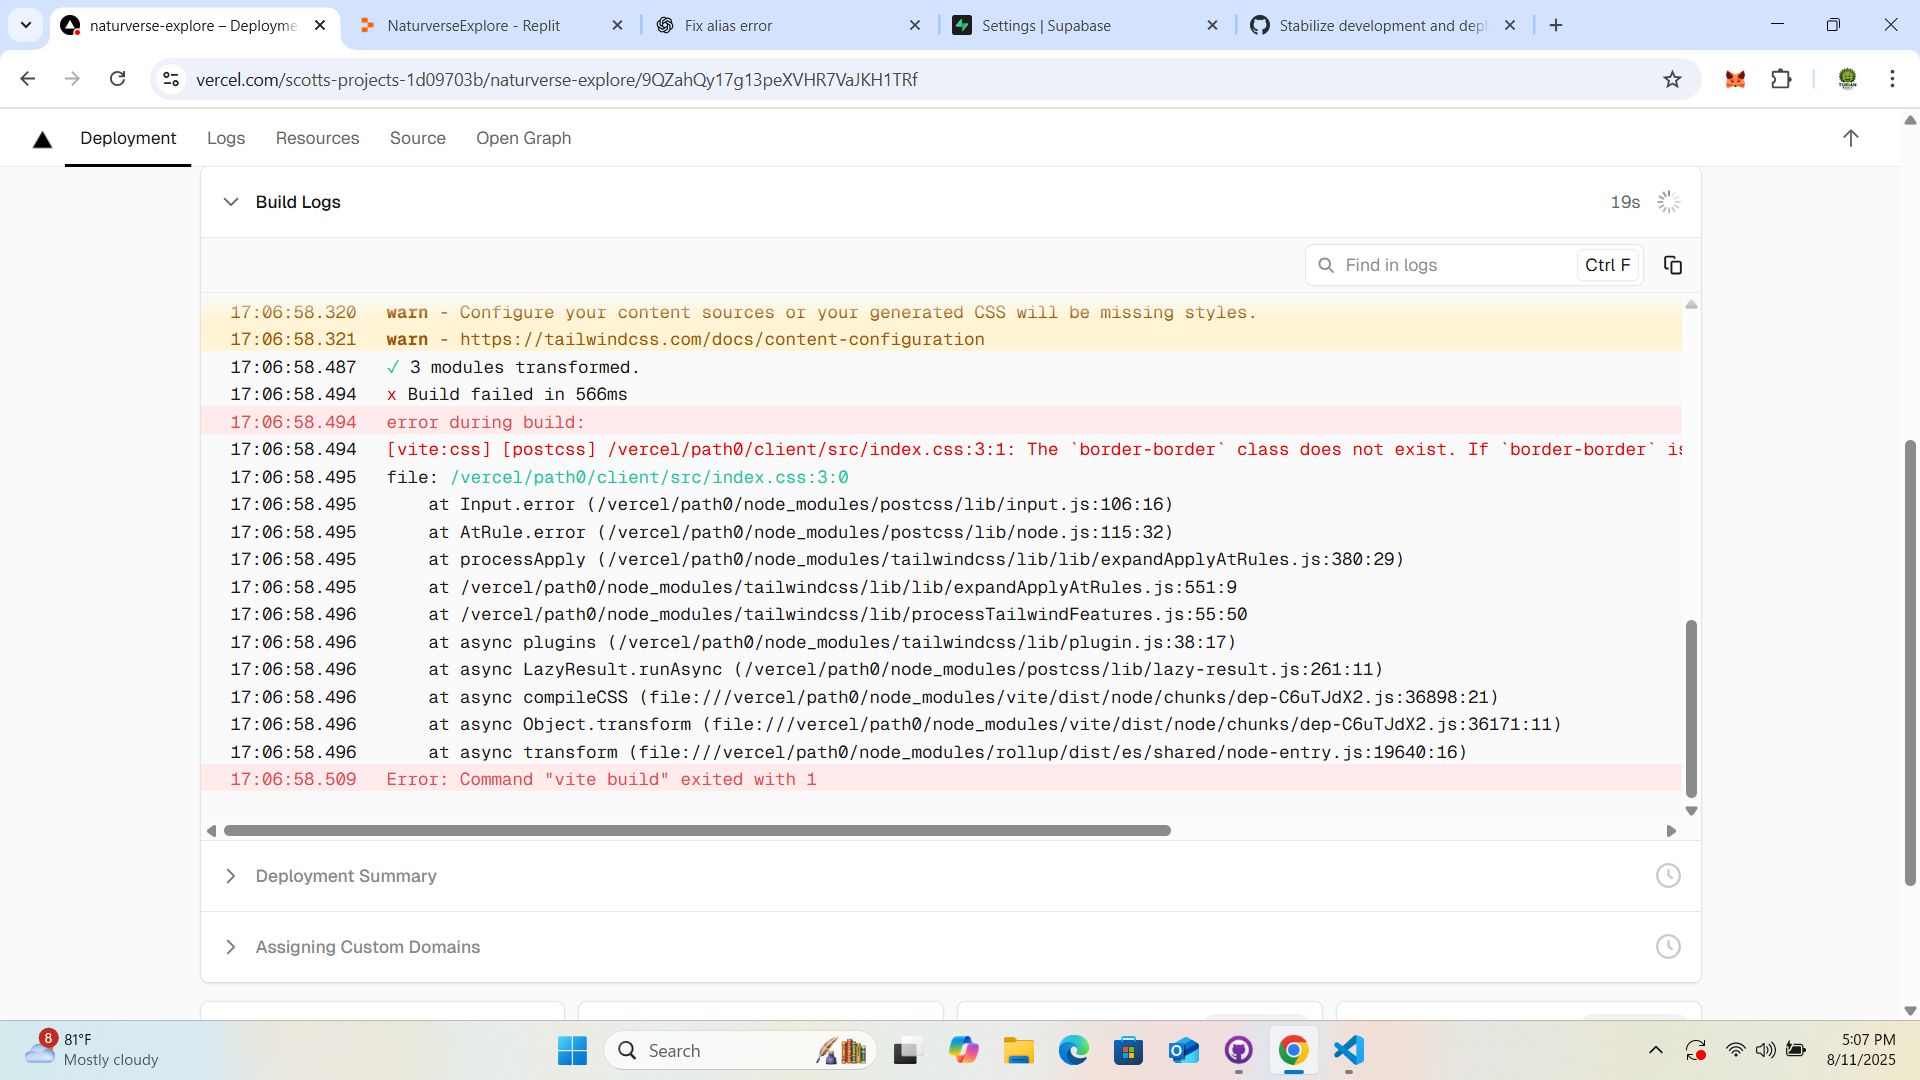 naturverse-explore – Deployme
NaturverseExplore - Replit
Fix alias error
Settings | Supabase
Stabilize development and depl
vercel.com/scotts-projects-1d09703b/naturverse-explore/9QZahQy17g13peXVHR7VaJKH1TRf
Deployment
Logs
Resources
Source
Open Graph
Build Logs
19s
Find in logs
Ctrl F
17:06:58.320 warn - Configure your content sources or your generated CSS will be missing styles.
17:06:58.321 warn - https://tailwindcss.com/docs/content-configuration
17:06:58.487 ✓ 3 modules transformed.
17:06:58.494 x Build failed in 566ms
17:06:58.494 error during build:
17:06:58.494 [vite:css] [postcss] /vercel/path0/client/src/index.css:3:1: The `border-border` class does not exist. If `border-border` is
17:06:58.495 file: /vercel/path0/client/src/index.css:3:0
17:06:58.495 at Input.error (/vercel/path0/node_modules/postcss/lib/input.js:106:16)
17:06:58.495 at AtRule.error (/vercel/path0/node_modules/postcss/lib/node.js:115:32)
17:06:58.495 at processApply (/vercel/path0/node_modules/tailwindcss/lib/lib/expandApplyAtRules.js:380:29)
17:06:58.495 at /vercel/path0/node_modules/tailwindcss/lib/lib/expandApplyAtRules.js:551:9
17:06:58.496 at /vercel/path0/node_modules/tailwindcss/lib/processTailwindFeatures.js:55:50
17:06:58.496 at async plugins (/vercel/path0/node_modules/tailwindcss/lib/plugin.js:38:17)
17:06:58.496 at async LazyResult.runAsync (/vercel/path0/node_modules/postcss/lib/lazy-result.js:261:11)
17:06:58.496 at async compileCSS (file:///vercel/path0/node_modules/vite/dist/node/chunks/dep-C6uTJdX2.js:36898:21)
17:06:58.496 at async Object.transform (file:///vercel/path0/node_modules/vite/dist/node/chunks/dep-C6uTJdX2.js:36171:11)
17:06:58.496 at async transform (file:///vercel/path0/node_modules/rollup/dist/es/shared/node-entry.js:19640:16)
17:06:58.509 Error: Command "vite build" exited with 1
Deployment Summary
Assigning Custom Domains
8
81°F
Mostly cloudy
Search
5:07 PM
8/11/2025